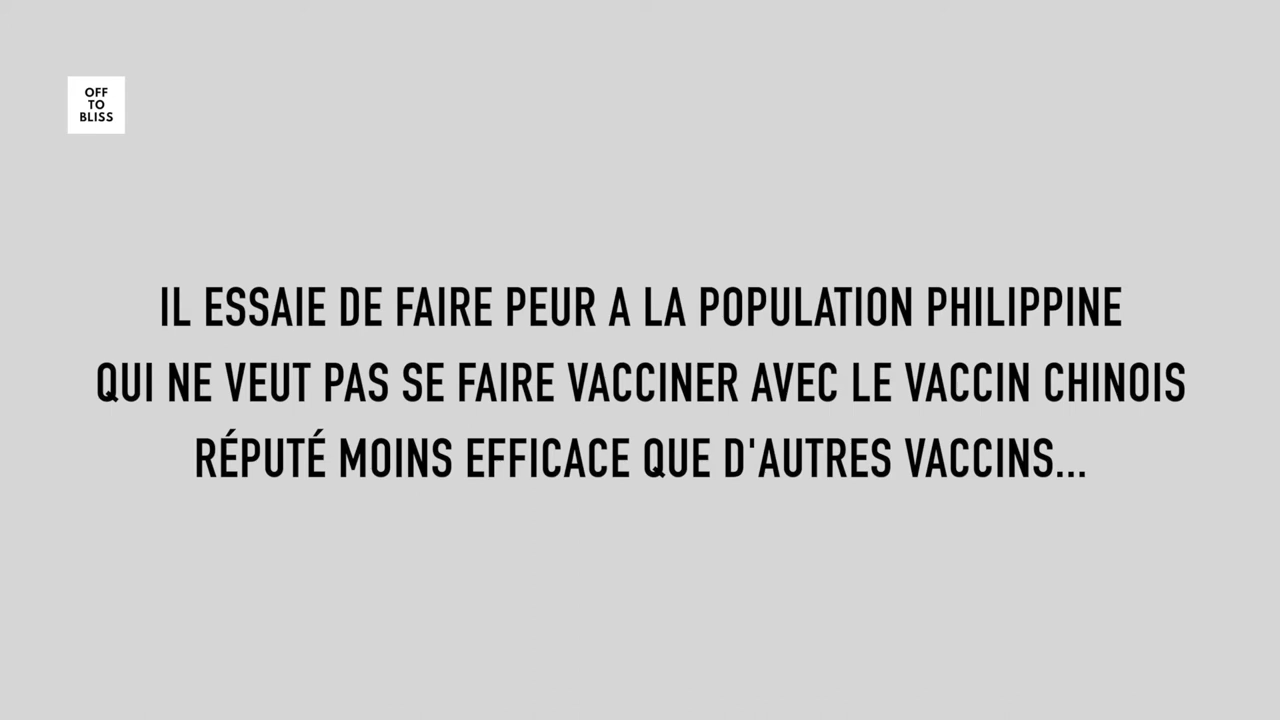 OFF
TO
BLISS
IL ESSAIE DE FAIRE PEUR A LA POPULATION PHILIPPINE
QUI NE VEUT PAS SE FAIRE VACCINER AVEC LE VACCIN CHINOIS
RÉPUTÉ MOINS EFFICACE QUE D'AUTRES VACCINS...